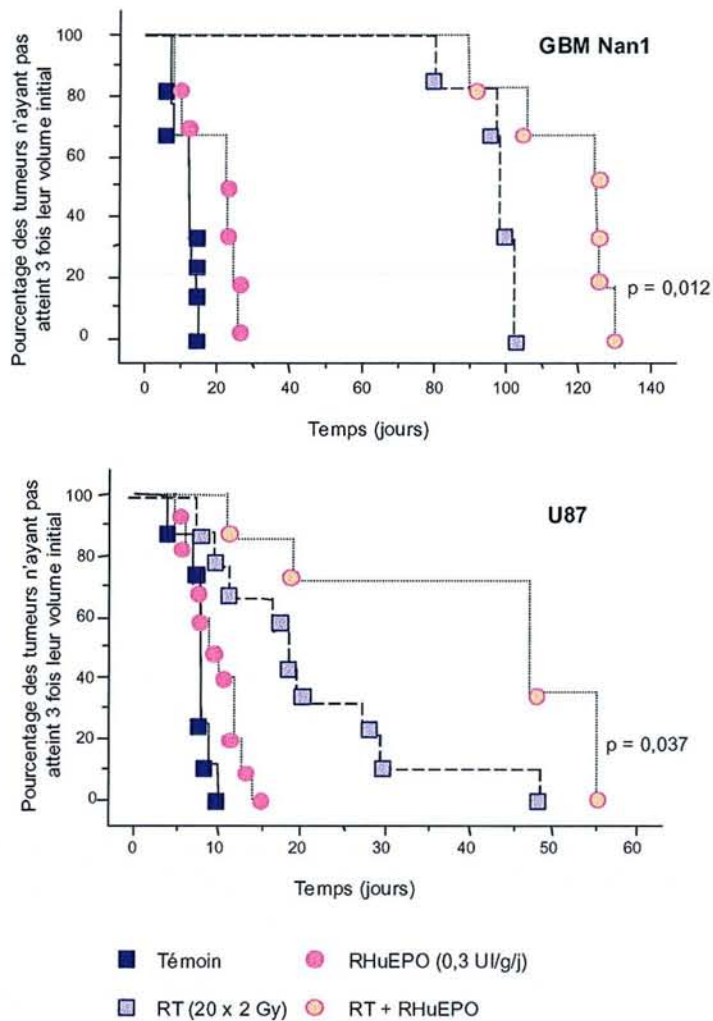 GBM Nan1
Pourcentage des tumeurs n'ayant pas
atteint 3 fois leur volume initial
100
80
60
40
20
0
p = 0,012
0 20 40 60 80 100 120 140
Temps (jours)
U87
Pourcentage des tumeurs n'ayant pas
atteint 3 fois leur volume initial
100
80
60
40
20
0
p = 0,037
0 10 20 30 40 50 60
Temps (jours)
Témoin
RHuEPO (0,3 UI/g/j)
RT (20 x 2 Gy)
RT + RHuEPO